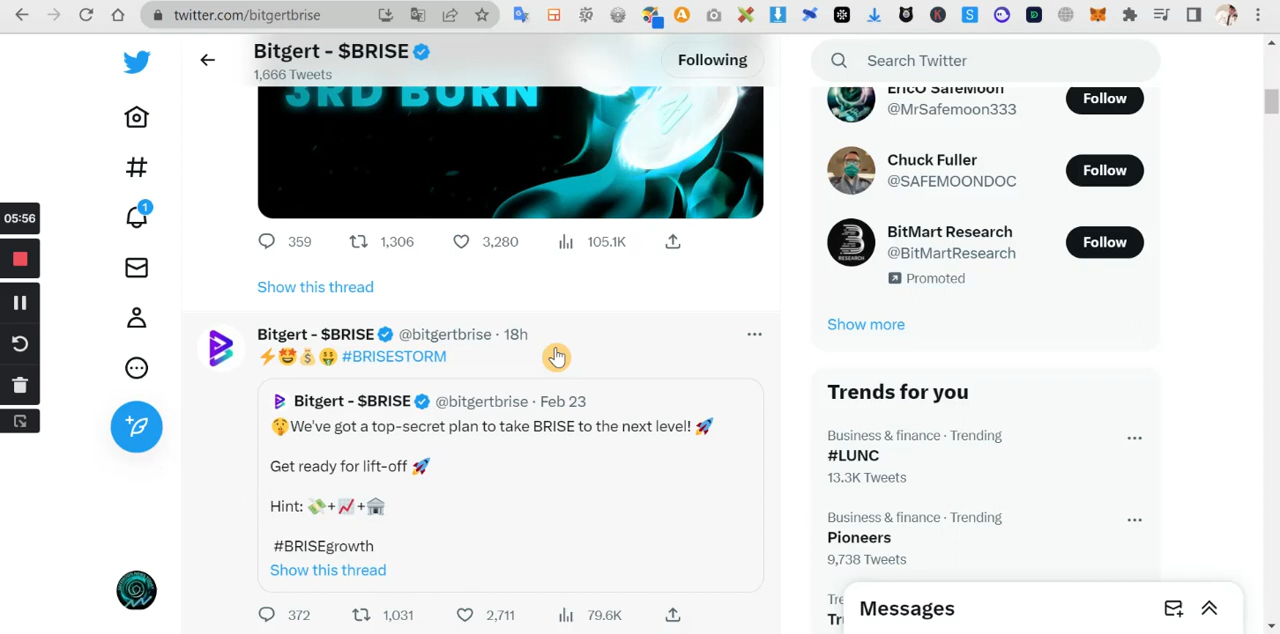 twitter.com/bitgertbrise
Bitgert - $BRISE
1,666 Tweets
Following
Search Twitter
3RD BURN
359 1,306 3,280 105.1K
Show this thread
Bitgert - $BRISE @bitgertbrise · 18h
⚡🤩💰🤑 #BRISESTORM
Bitgert - $BRISE @bitgertbrise · Feb 23
🤫We've got a top-secret plan to take BRISE to the next level! 🚀
Get ready for lift-off 🚀
Hint: 💸+📈+🏦
#BRISEgrowth
Show this thread
372 1,031 2,711 79.6K
05:56
1
EricO SafeMoon
@MrSafemoon333
Follow
Chuck Fuller
@SAFEMOONDOC
Follow
BitMart Research
@BitMartResearch
Promoted
Follow
RESEARCH
Show more
Trends for you
Business & finance · Trending
#LUNC
13.3K Tweets
Business & finance · Trending
Pioneers
9,738 Tweets
Messages